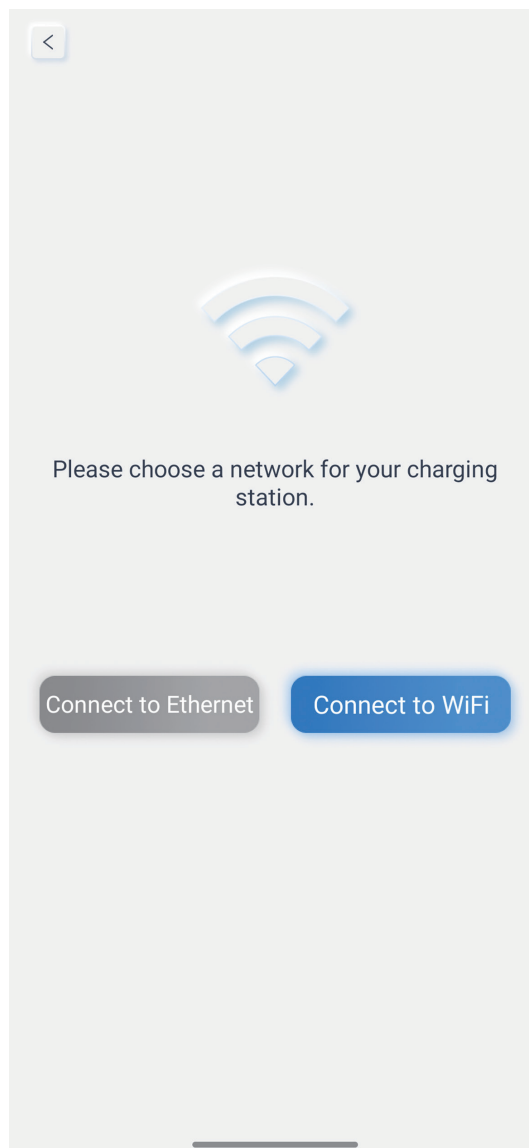 Please choose a network for your charging
station.
Connect to Ethernet
Connect to WiFi